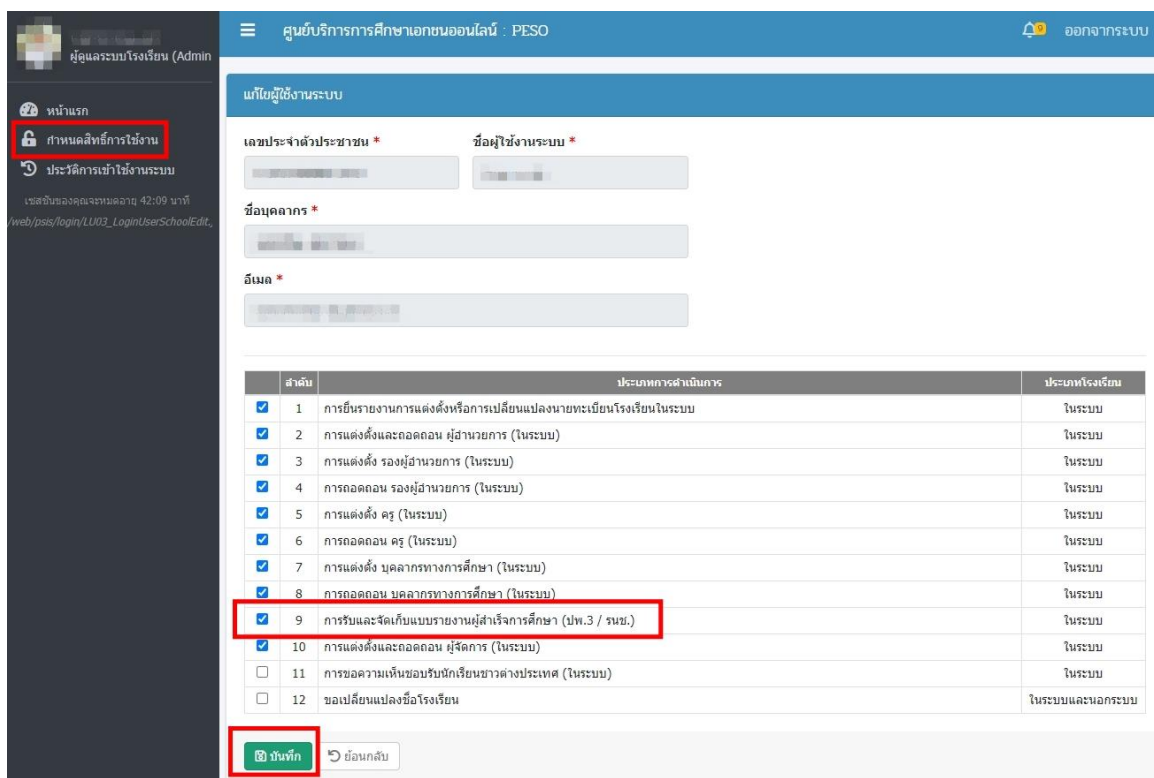 ศูนย์บริการการศึกษาเอกชนออนไลน์ : PESO
9 ออกจากระบบ
ผู้ดูแลระบบโรงเรียน (Admin
หน้าแรก
กำหนดสิทธิ์การใช้งาน
ประวัติการเข้าใช้งานระบบ
เซสชันของคุณจะหมดอายุ 42:09 นาที
/web/psis/login/LU03_LoginUserSchoolEdit.,
แก้ไขผู้ใช้งานระบบ
เลขประจำตัวประชาชน * ชื่อผู้ใช้งานระบบ *
ชื่อบุคลากร *
อีเมล *
ลำดับ ประเภทการดำเนินการ ประเภทโรงเรียน
1 การยื่นรายงานการแต่งตั้งหรือการเปลี่ยนแปลงนายทะเบียนโรงเรียนในระบบ ในระบบ
2 การแต่งตั้งและถอดถอน ผู้อำนวยการ (ในระบบ) ในระบบ
3 การแต่งตั้ง รองผู้อำนวยการ (ในระบบ) ในระบบ
4 การถอดถอน รองผู้อำนวยการ (ในระบบ) ในระบบ
5 การแต่งตั้ง ครู (ในระบบ) ในระบบ
6 การถอดถอน ครู (ในระบบ) ในระบบ
7 การแต่งตั้ง บุคลากรทางการศึกษา (ในระบบ) ในระบบ
8 การถอดถอน บุคลากรทางการศึกษา (ในระบบ) ในระบบ
9 การรับและจัดเก็บแบบรายงานผู้สำเร็จการศึกษา (ปพ.3 / รนช.) ในระบบ
10 การแต่งตั้งและถอดถอน ผู้จัดการ (ในระบบ) ในระบบ
11 การขอความเห็นชอบรับนักเรียนชาวต่างประเทศ (ในระบบ) ในระบบ
12 ขอเปลี่ยนแปลงชื่อโรงเรียน ในระบบและนอกระบบ
บันทึก ย้อนกลับ